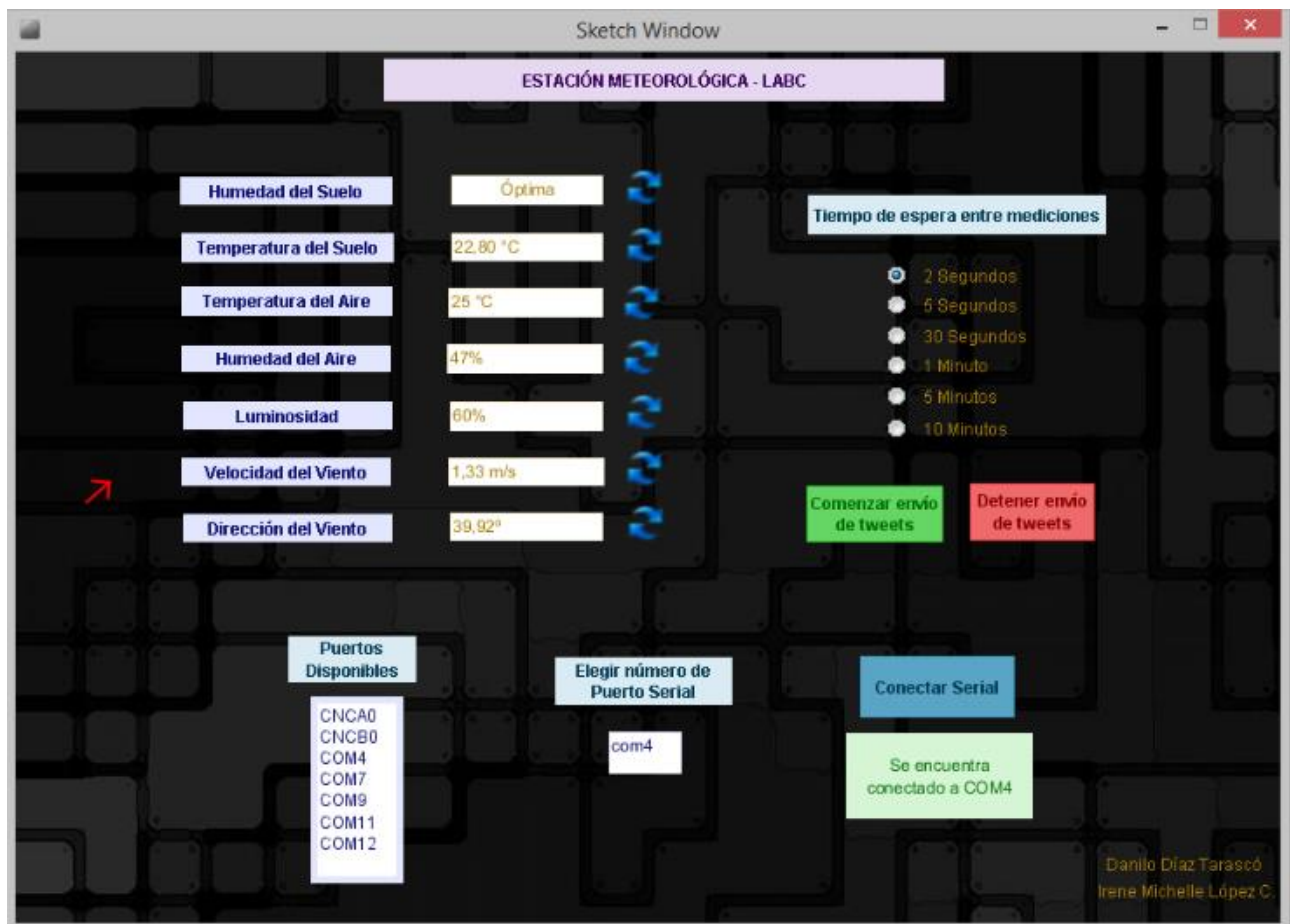 Sketch Window
ESTACIÓN METEOROLÓGICA - LABC
Humedad del Suelo
Óptima
Temperatura del Suelo
22,80 °C
Temperatura del Aire
25 °C
Humedad del Aire
47%
Luminosidad
60%
Velocidad del Viento
1,33 m/s
Dirección del Viento
39,92º
Tiempo de espera entre mediciones
2 Segundos
5 Segundos
30 Segundos
1 Minuto
5 Minutos
10 Minutos
Comenzar envío
de tweets
Detener envío
de tweets
Puertos
Disponibles
CNCA0
CNCB0
COM4
COM7
COM9
COM11
COM12
Elegir número de
Puerto Serial
com4
Conectar Serial
Se encuentra
conectado a COM4
Danilo Díaz Tarascó
Irene Michelle López C.